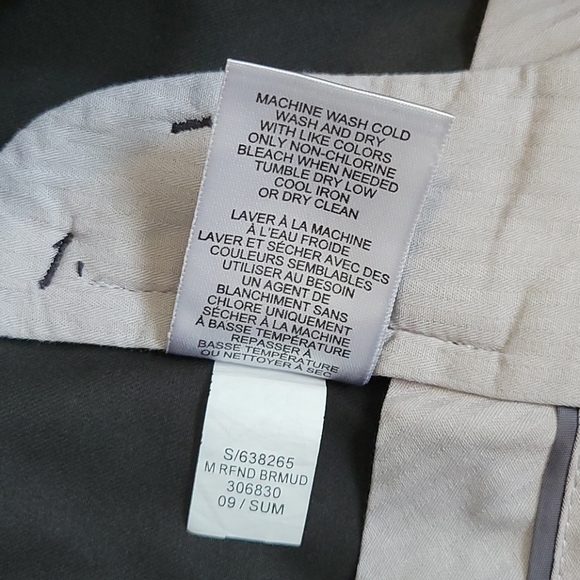 MACHINE WASH COLD
WASH AND DRY
WITH LIKE COLORS
ONLY NON-CHLORINE
BLEACH WHEN NEEDED
TUMBLE DRY LOW
COOL IRON
OR DRY CLEAN
LAVER À LA MACHINE
À L'EAU FROIDE
LAVER ET SÉCHER AVEC DES
COULEURS SEMBLABLES
UTILISER AU BESOIN
UN AGENT DE
BLANCHIMENT SANS
CHLORE UNIQUEMENT
SÉCHER À LA MACHINE
À BASSE TEMPÉRATURE
REPASSER À
BASSE TEMPÉRATURE
OU NETTOYER À SEC
S/638265
M RFND BRMUD
306830
09 / SUM